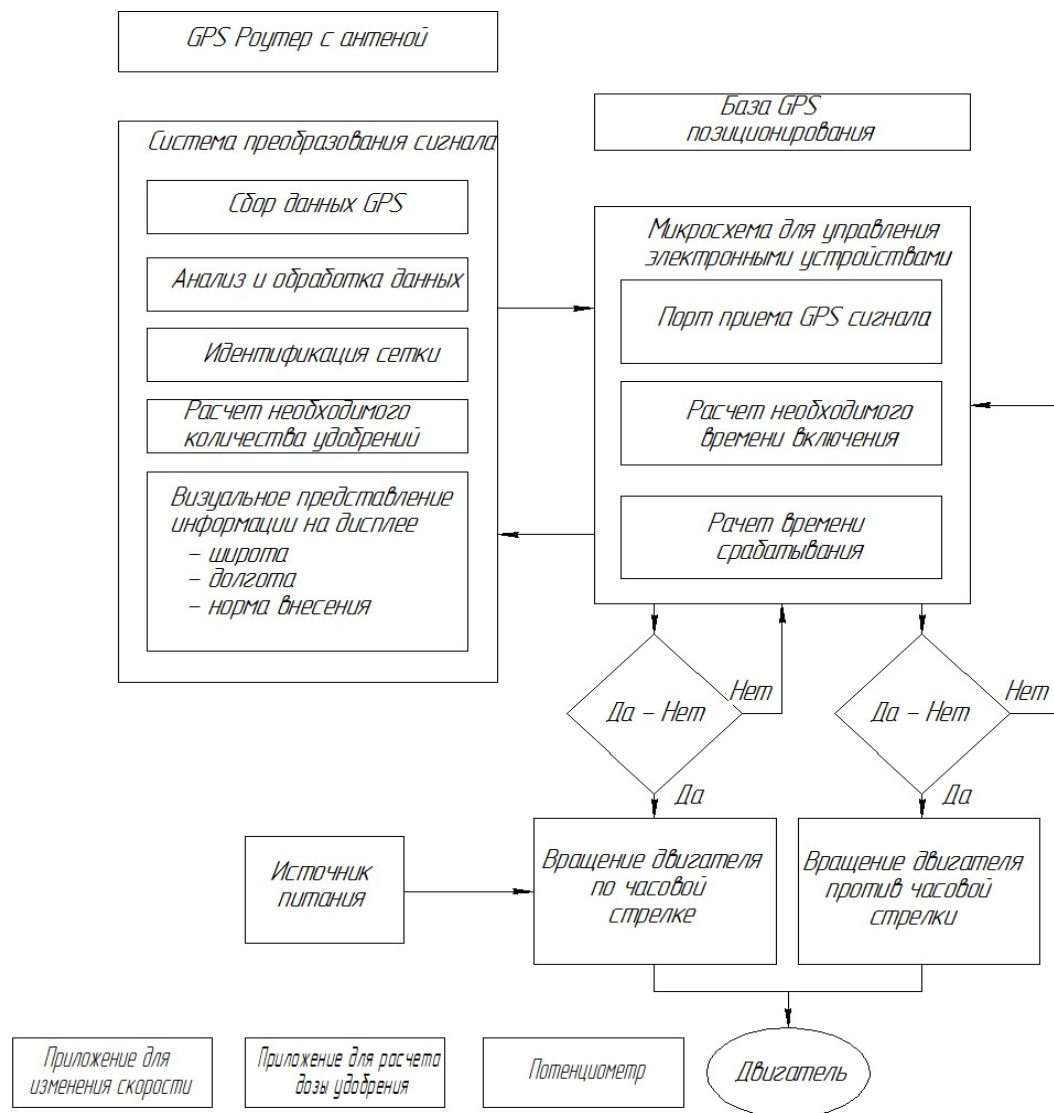 GPS Роутер с антеной
База GPS
позиционирования
Система преобразования сигнала
Сбор данных GPS
Анализ и обработка данных
Идентификация сетки
Расчет необходимого
количества удобрений
Визуальное представление
информации на дисплее
– широта
– долгота
– норма внесения
Микросхема для управления
электронными устройствами
Порт приема GPS сигнала
Расчет необходимого
времени включения
Рачет времени
срабатывания
Да – Нет
Нет
Да
Да – Нет
Нет
Да
Источник
питания
Вращение двигателя
по часовой
стрелке
Вращение двигателя
против часовой
стрелки
Приложение для
изменения скорости
Приложение для расчета
дозы удобрения
Потенциометр
Двигатель